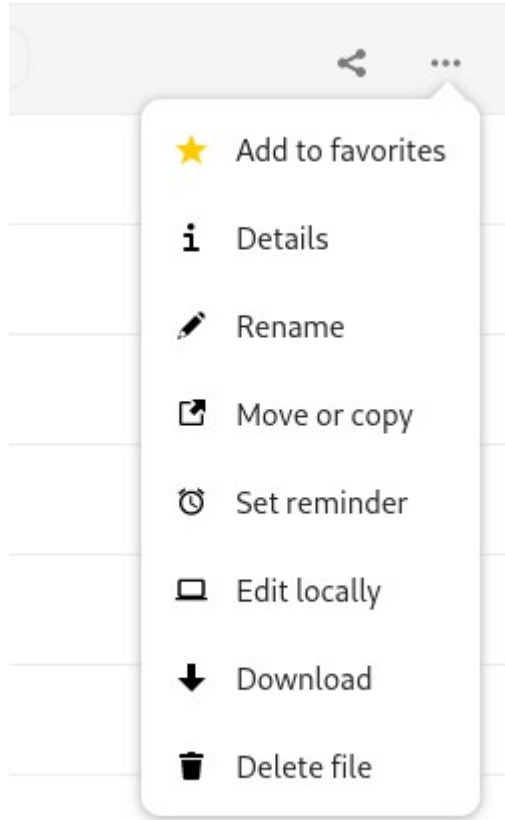 Add to favorites
Details
Rename
Move or copy
Set reminder
Edit locally
Download
Delete file